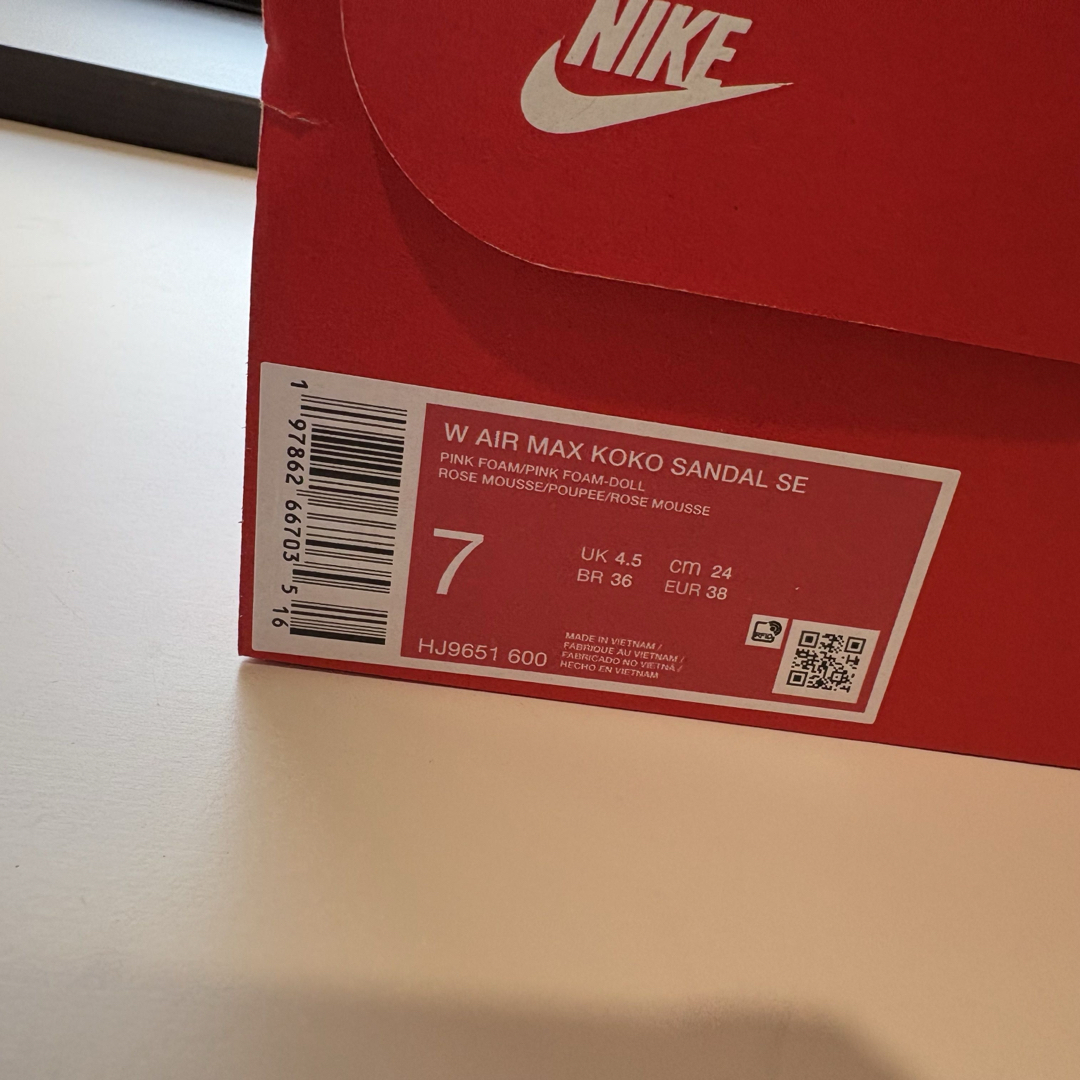 NIKE
1 97862 66703 5 16
W AIR MAX KOKO SANDAL SE
PINK FOAM/PINK FOAM-DOLL
ROSE MOUSSE/POUPEE/ROSE MOUSSE
7
UK 4.5 cm 24
BR 36 EUR 38
HJ9651 600
MADE IN VIETNAM /
FABRIQUE AU VIETNAM /
FABRICADO NO VIETNÃ /
HECHO EN VIETNAM